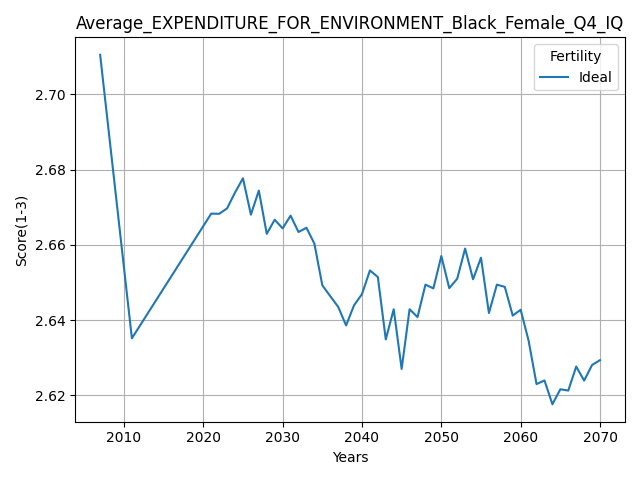 Average_EXPENDITURE_FOR_ENVIRONMENT_Black_Female_Q4_IQ
Fertility
Ideal
2.70
2.68
2.66
2.64
2.62
Score(1-3)
2010 2020 2030 2040 2050 2060 2070
Years